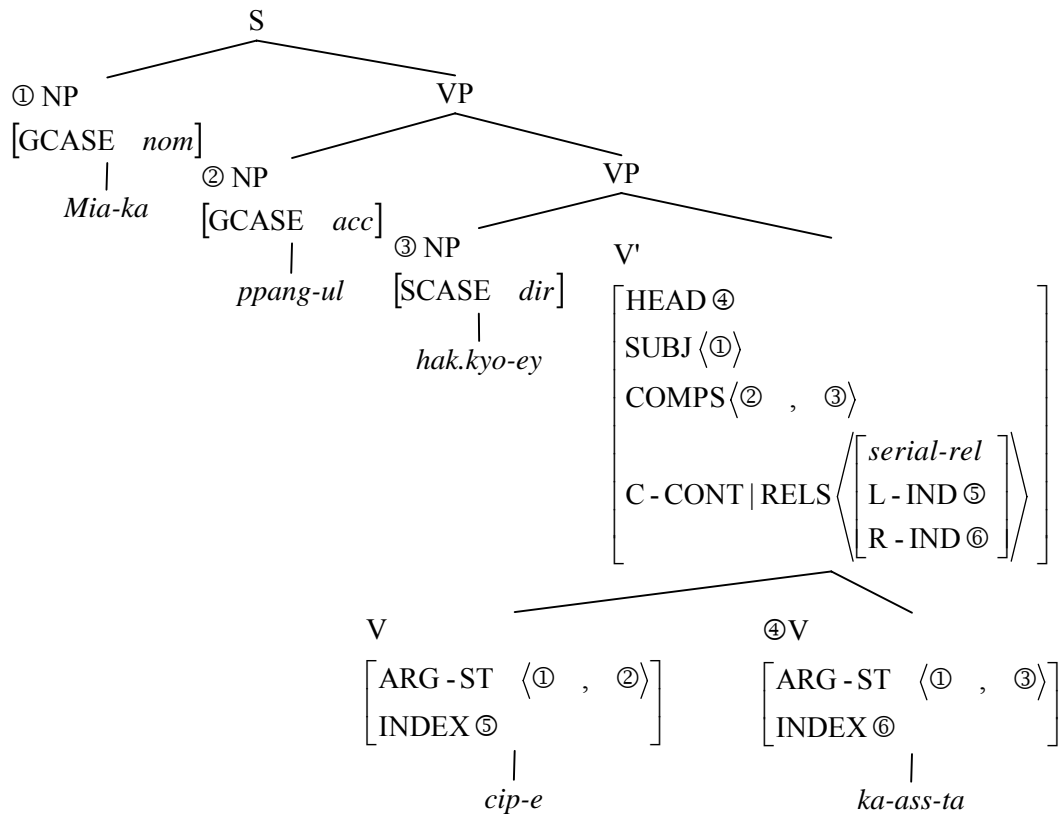 S
① NP
VP
[GCASE nom]
② NP
VP
Mia-ka
[GCASE acc]
③ NP
V'
ppang-ul
[SCASE dir]
HEAD ④
hak.kyo-ey
SUBJ ⟨①⟩
COMPS ⟨② , ③⟩
serial-rel
C - CONT | RELS
L - IND ⑤
R - IND ⑥
V
④V
ARG - ST ⟨① , ②⟩
ARG - ST ⟨① , ③⟩
INDEX ⑤
INDEX ⑥
cip-e
ka-ass-ta